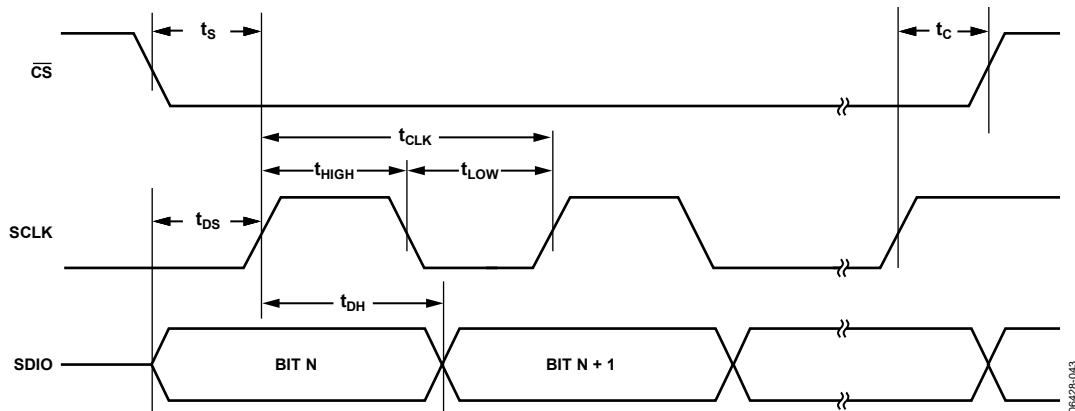 tS
tC
CS
tCLK
tHIGH
tLOW
tDS
SCLK
tDH
SDIO
BIT N
BIT N + 1
06428-043